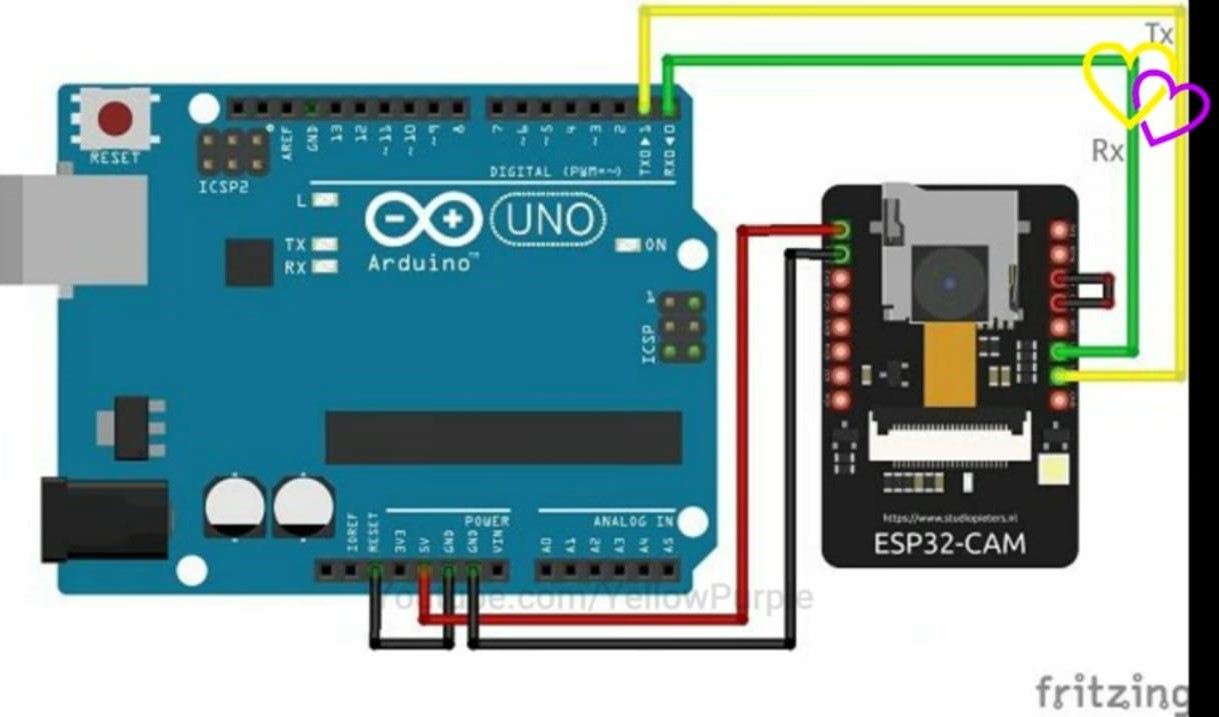 Tx
Rx
RESET
ICSP2
AREF
GND
13
12
~11
~10
~9
8
7
~6
~5
4
~3
2
TX0▶1
RX0◀0
DIGITAL (PWM=~)
L
TX
RX
UNO
ON
Arduino™
1
ICSP
POWER
ANALOG IN
IOREF
RESET
3V3
5V
GND
GND
VIN
A0
A1
A2
A3
A4
A5
https://www.studiopieters.nl
ESP32-CAM
Youtube.com/YellowPurple
fritzing